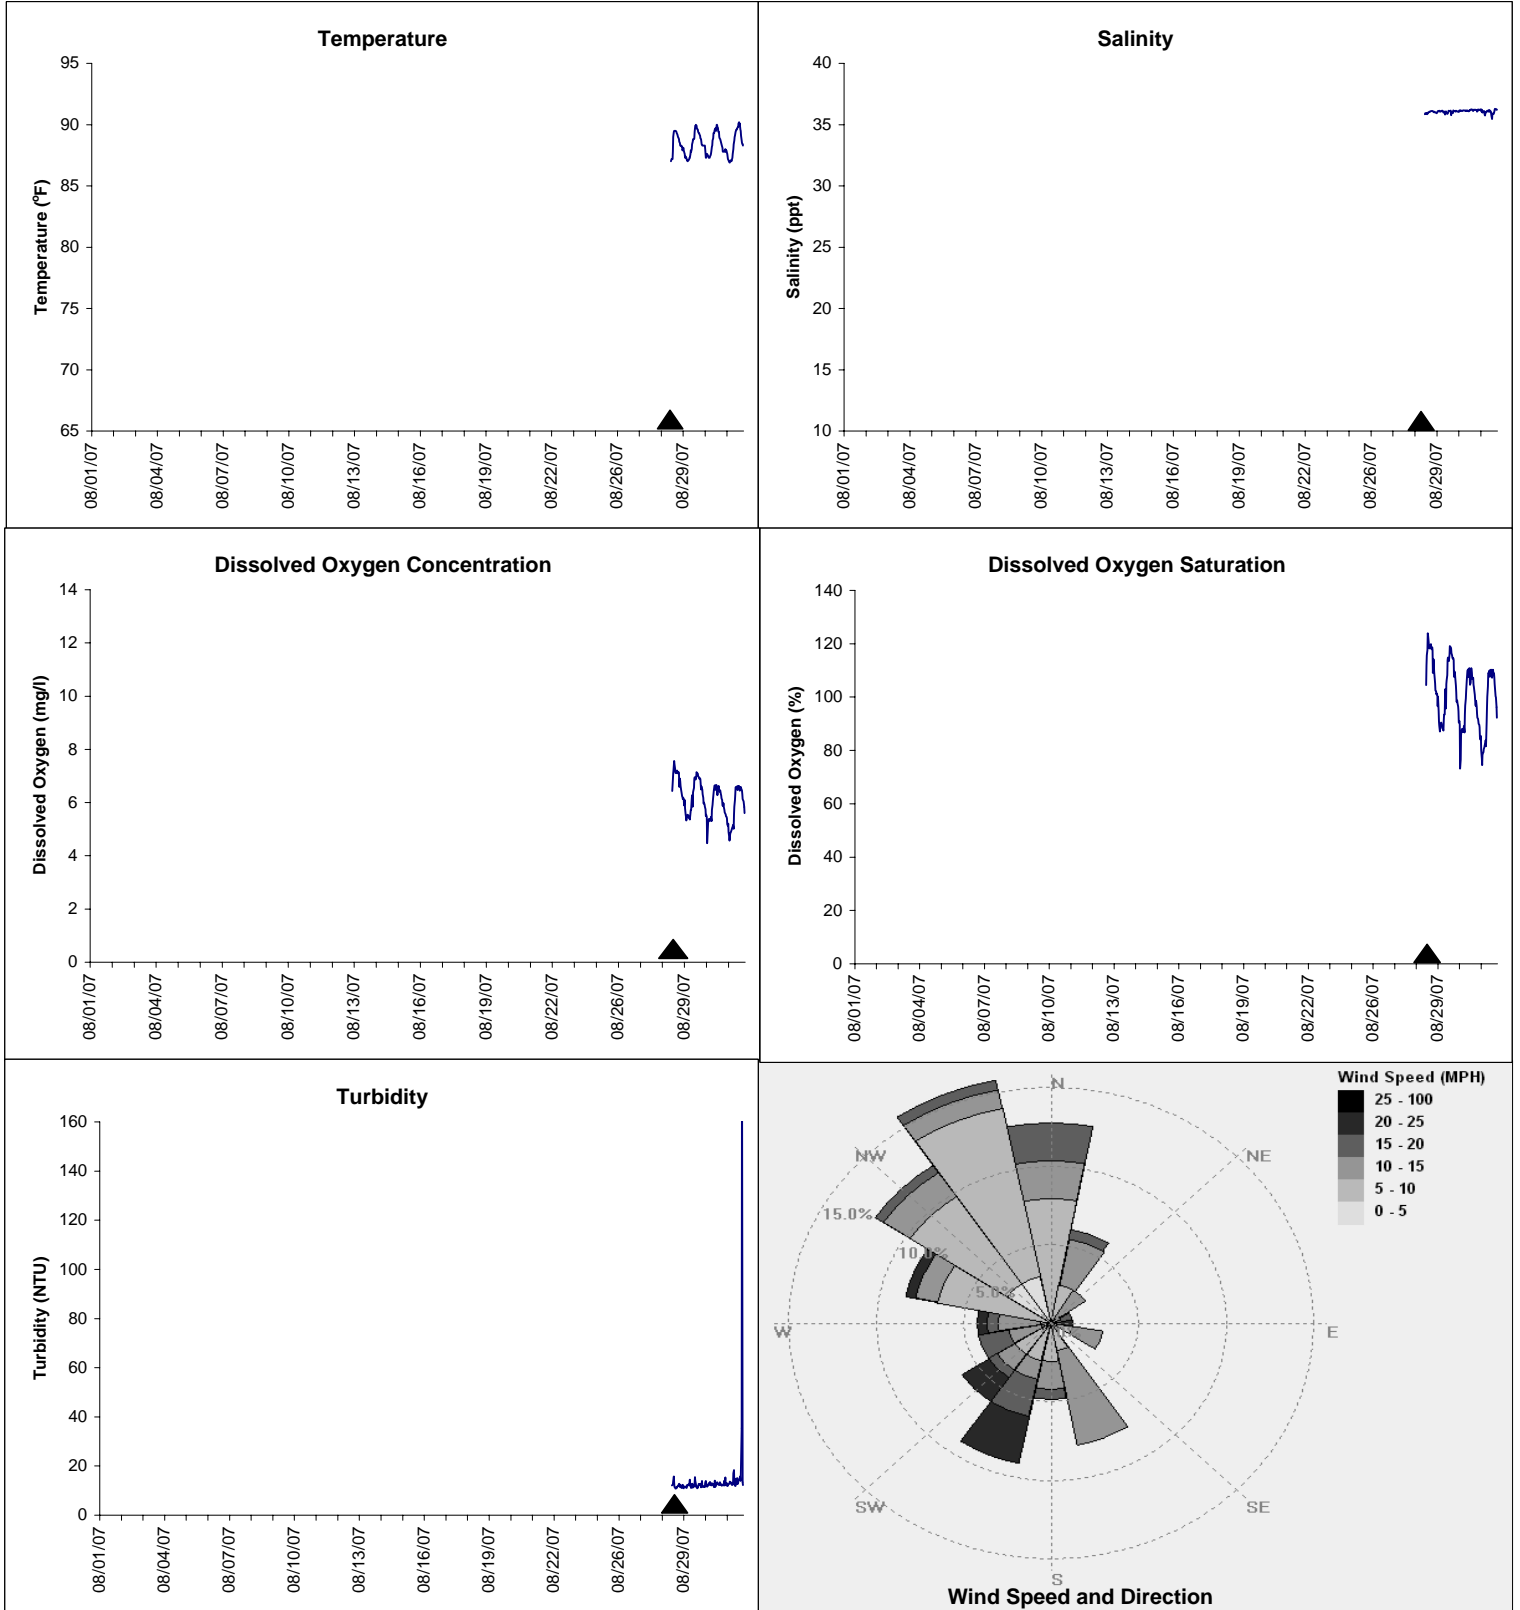 Temperature
Temperature (°F)
95
90
85
80
75
70
65
08/01/07 08/04/07 08/07/07 08/10/07 08/13/07 08/16/07 08/19/07 08/22/07 08/26/07 08/29/07
Salinity
Salinity (ppt)
40
35
30
25
20
15
10
08/01/07 08/04/07 08/07/07 08/10/07 08/13/07 08/16/07 08/19/07 08/22/07 08/26/07 08/29/07
Dissolved Oxygen Concentration
Dissolved Oxygen (mg/l)
14
12
10
8
6
4
2
0
08/01/07 08/04/07 08/07/07 08/10/07 08/13/07 08/16/07 08/19/07 08/22/07 08/26/07 08/29/07
Dissolved Oxygen Saturation
Dissolved Oxygen (%)
140
120
100
80
60
40
20
0
08/01/07 08/04/07 08/07/07 08/10/07 08/13/07 08/16/07 08/19/07 08/22/07 08/26/07 08/29/07
Turbidity
Turbidity (NTU)
160
140
120
100
80
60
40
20
0
08/01/07 08/04/07 08/07/07 08/10/07 08/13/07 08/16/07 08/19/07 08/22/07 08/26/07 08/29/07
Wind Speed (MPH)
25 - 100
20 - 25
15 - 20
10 - 15
5 - 10
0 - 5
N
NW NE
15.0%
10.0%
5.0%
W E
SW SE
S
Wind Speed and Direction